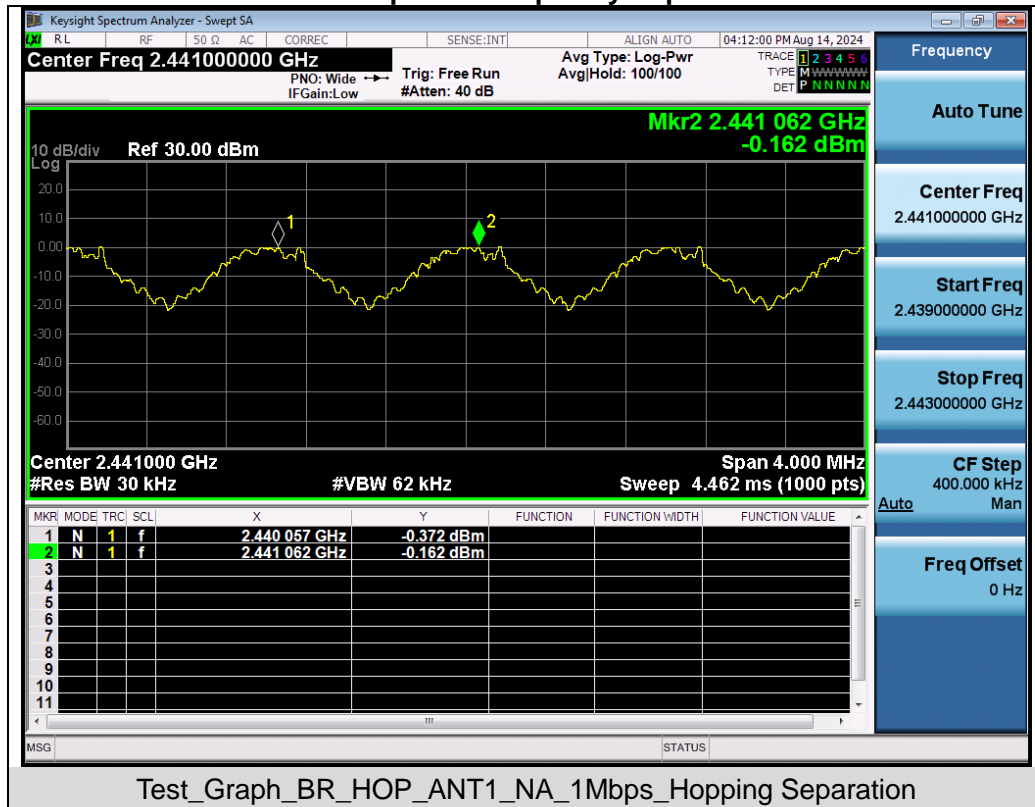 Keysight Spectrum Analyzer - Swept SA
LXI RL RF 50 Ω AC CORREC SENSE:INT ALIGN AUTO 04:12:00 PM Aug 14, 2024
Center Freq 2.441000000 GHz
PNO: Wide
IFGain:Low
Trig: Free Run
#Atten: 40 dB
Avg Type: Log-Pwr
Avg|Hold: 100/100
TRACE 1 2 3 4 5 6
TYPE M WWWWW
DET P N N N N N
Mkr2 2.441 062 GHz
-0.162 dBm
10 dB/div Ref 30.00 dBm
Log
20.0
10.0
0.00
-10.0
-20.0
-30.0
-40.0
-50.0
-60.0
1
2
Center 2.441000 GHz Span 4.000 MHz
#Res BW 30 kHz #VBW 62 kHz Sweep 4.462 ms (1000 pts)
MKR MODE TRC SCL X Y FUNCTION FUNCTION WIDTH FUNCTION VALUE
1 N 1 f 2.440 057 GHz -0.372 dBm
2 N 1 f 2.441 062 GHz -0.162 dBm
3
4
5
6
7
8
9
10
11
MSG STATUS
Frequency
Auto Tune
Center Freq
2.441000000 GHz
Start Freq
2.439000000 GHz
Stop Freq
2.443000000 GHz
CF Step
400.000 kHz
Auto Man
Freq Offset
0 Hz
Test_Graph_BR_HOP_ANT1_NA_1Mbps_Hopping Separation